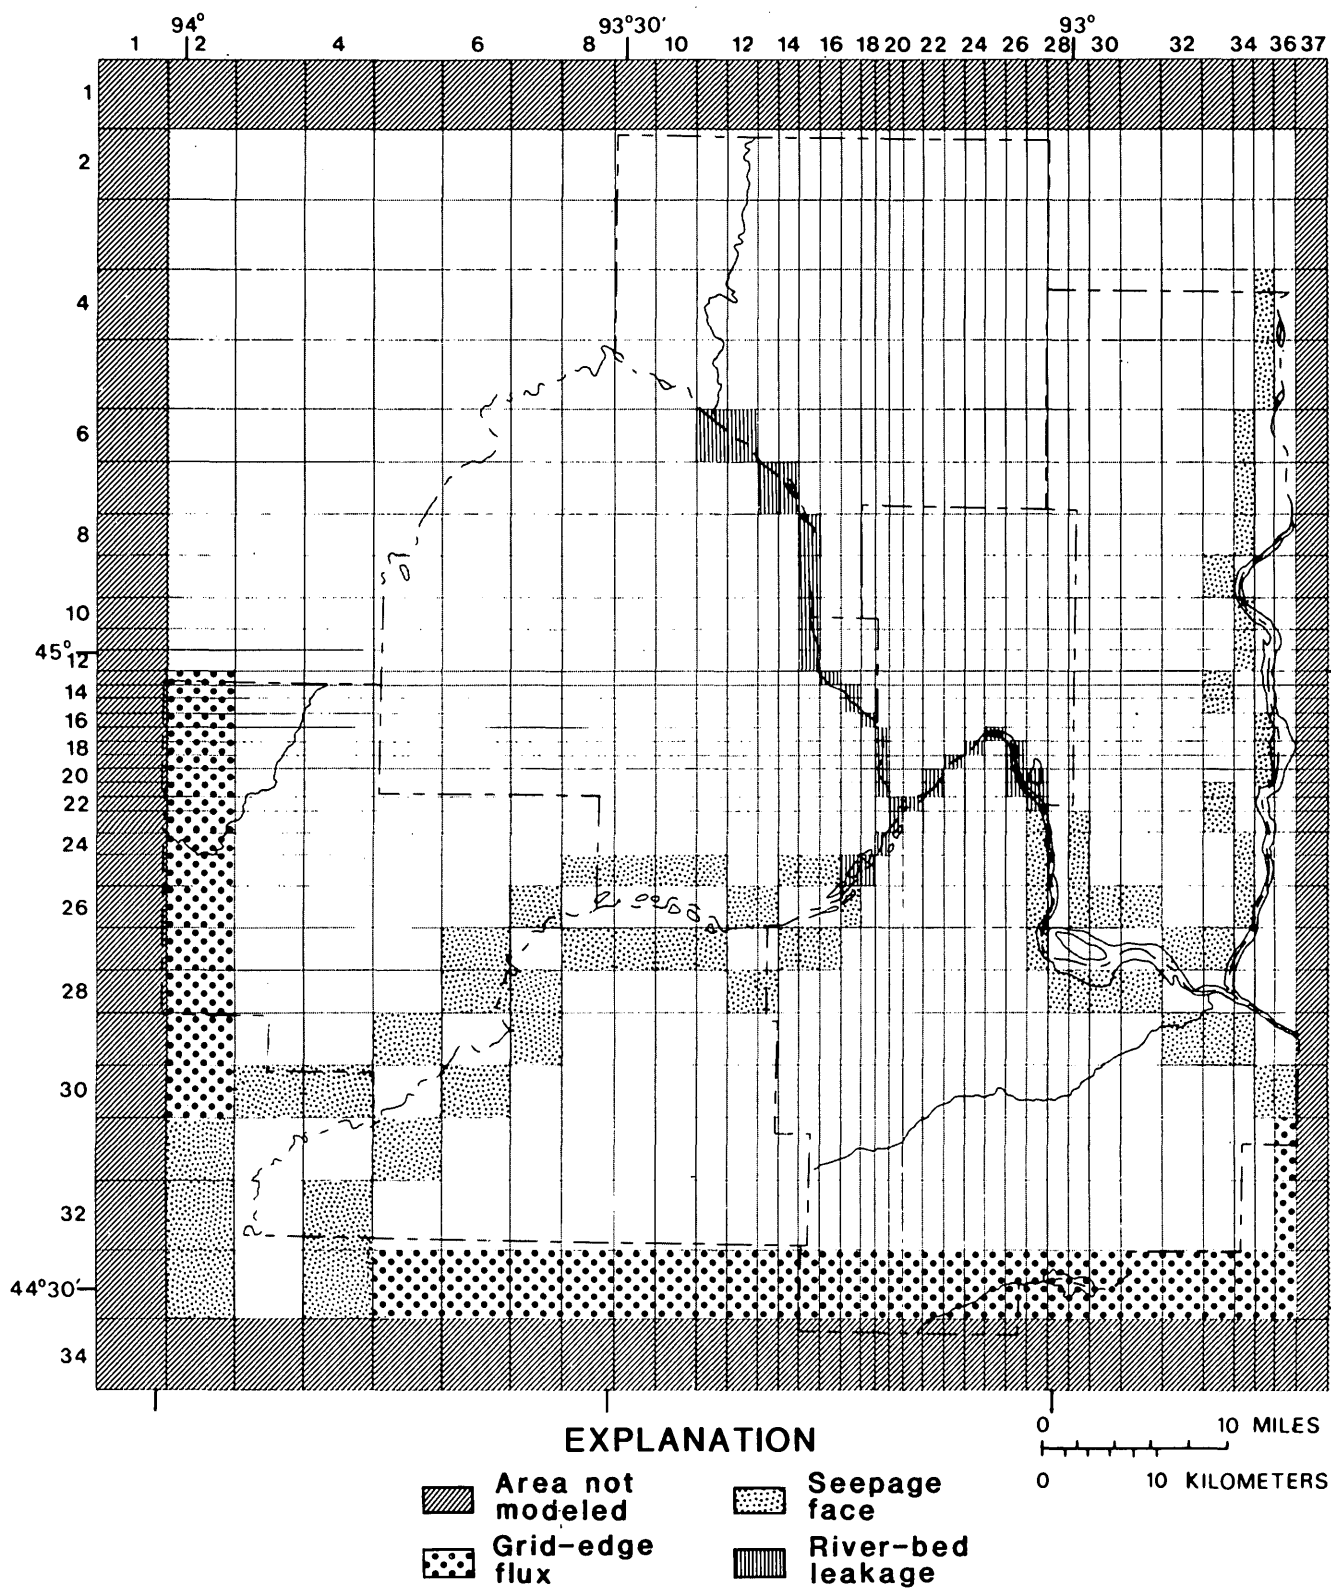 94° 93°30′ 93°
1 2 4 6 8 10 12 14 16 18 20 22 24 26 28 30 32 34 36 37
1
2
4
6
8
10
45°
12
14
16
18
20
22
24
26
28
30
32
44°30′
34
EXPLANATION
0 10 MILES
0 10 KILOMETERS
Area not
modeled
Seepage
face
Grid-edge
flux
River-bed
leakage